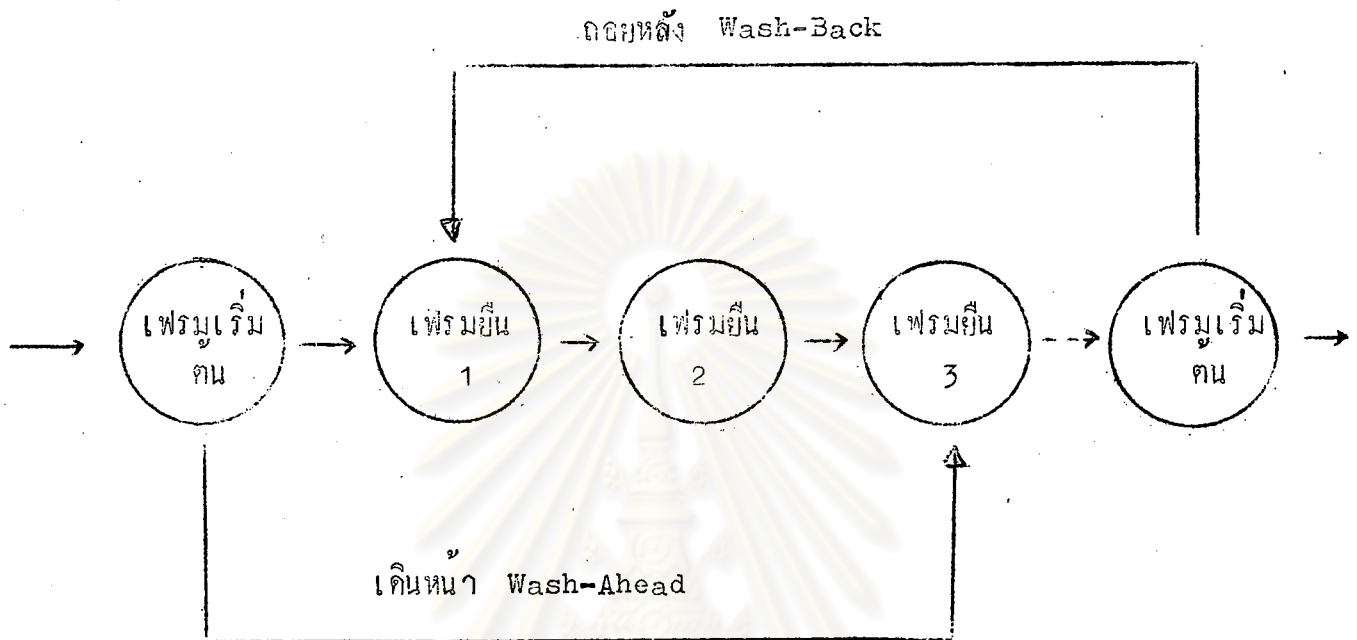 ถอยหลัง Wash-Back
เฟรมเริ่ม
ต้น
เฟรมยืน
1
เฟรมยืน
2
เฟรมยืน
3
เฟรมเริ่ม
ต้น
เดินหน้า Wash-Ahead